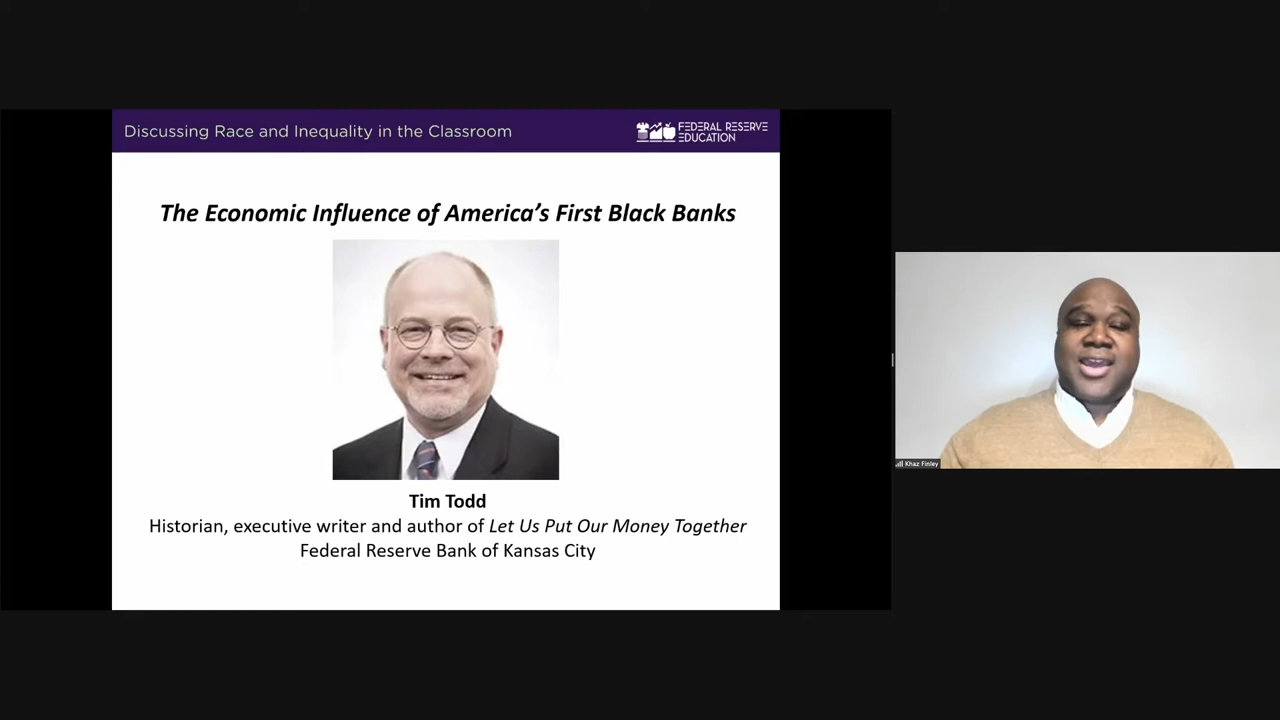 Discussing Race and Inequality in the Classroom
FEDERAL RESERVE
EDUCATION
The Economic Influence of America's First Black Banks
Tim Todd
Historian, executive writer and author of Let Us Put Our Money Together
Federal Reserve Bank of Kansas City
Khaz Finley